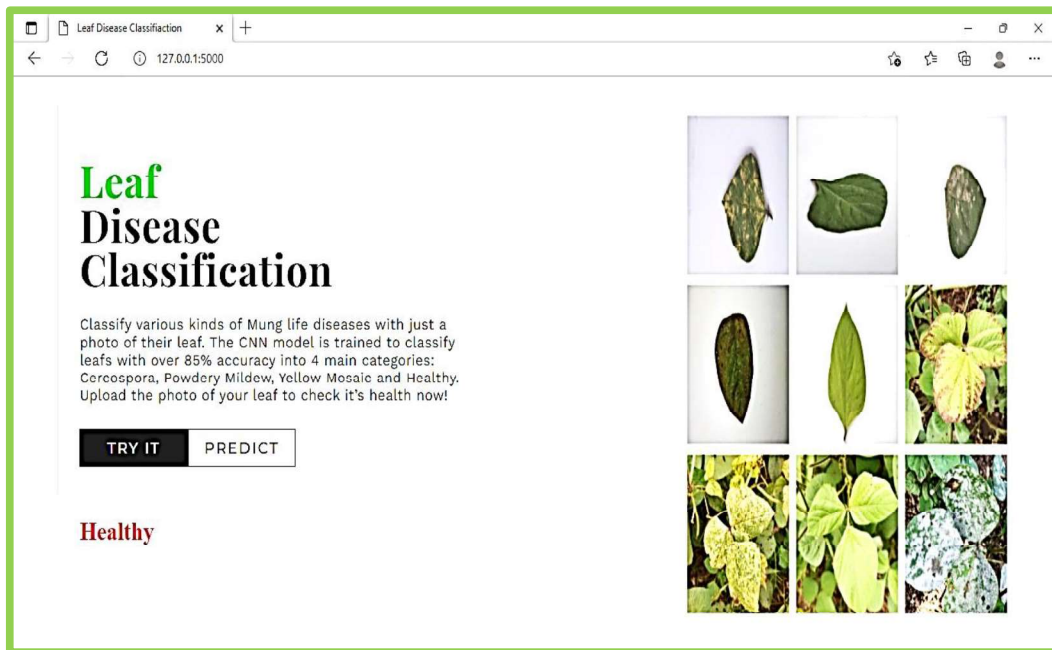 Leaf Disease Classifiaction
127.0.0.1:5000
Leaf
Disease
Classification
Classify various kinds of Mung life diseases with just a
photo of their leaf. The CNN model is trained to classify
leafs with over 85% accuracy into 4 main categories:
Cercospora, Powdery Mildew, Yellow Mosaic and Healthy.
Upload the photo of your leaf to check it's health now!
TRY IT PREDICT
Healthy